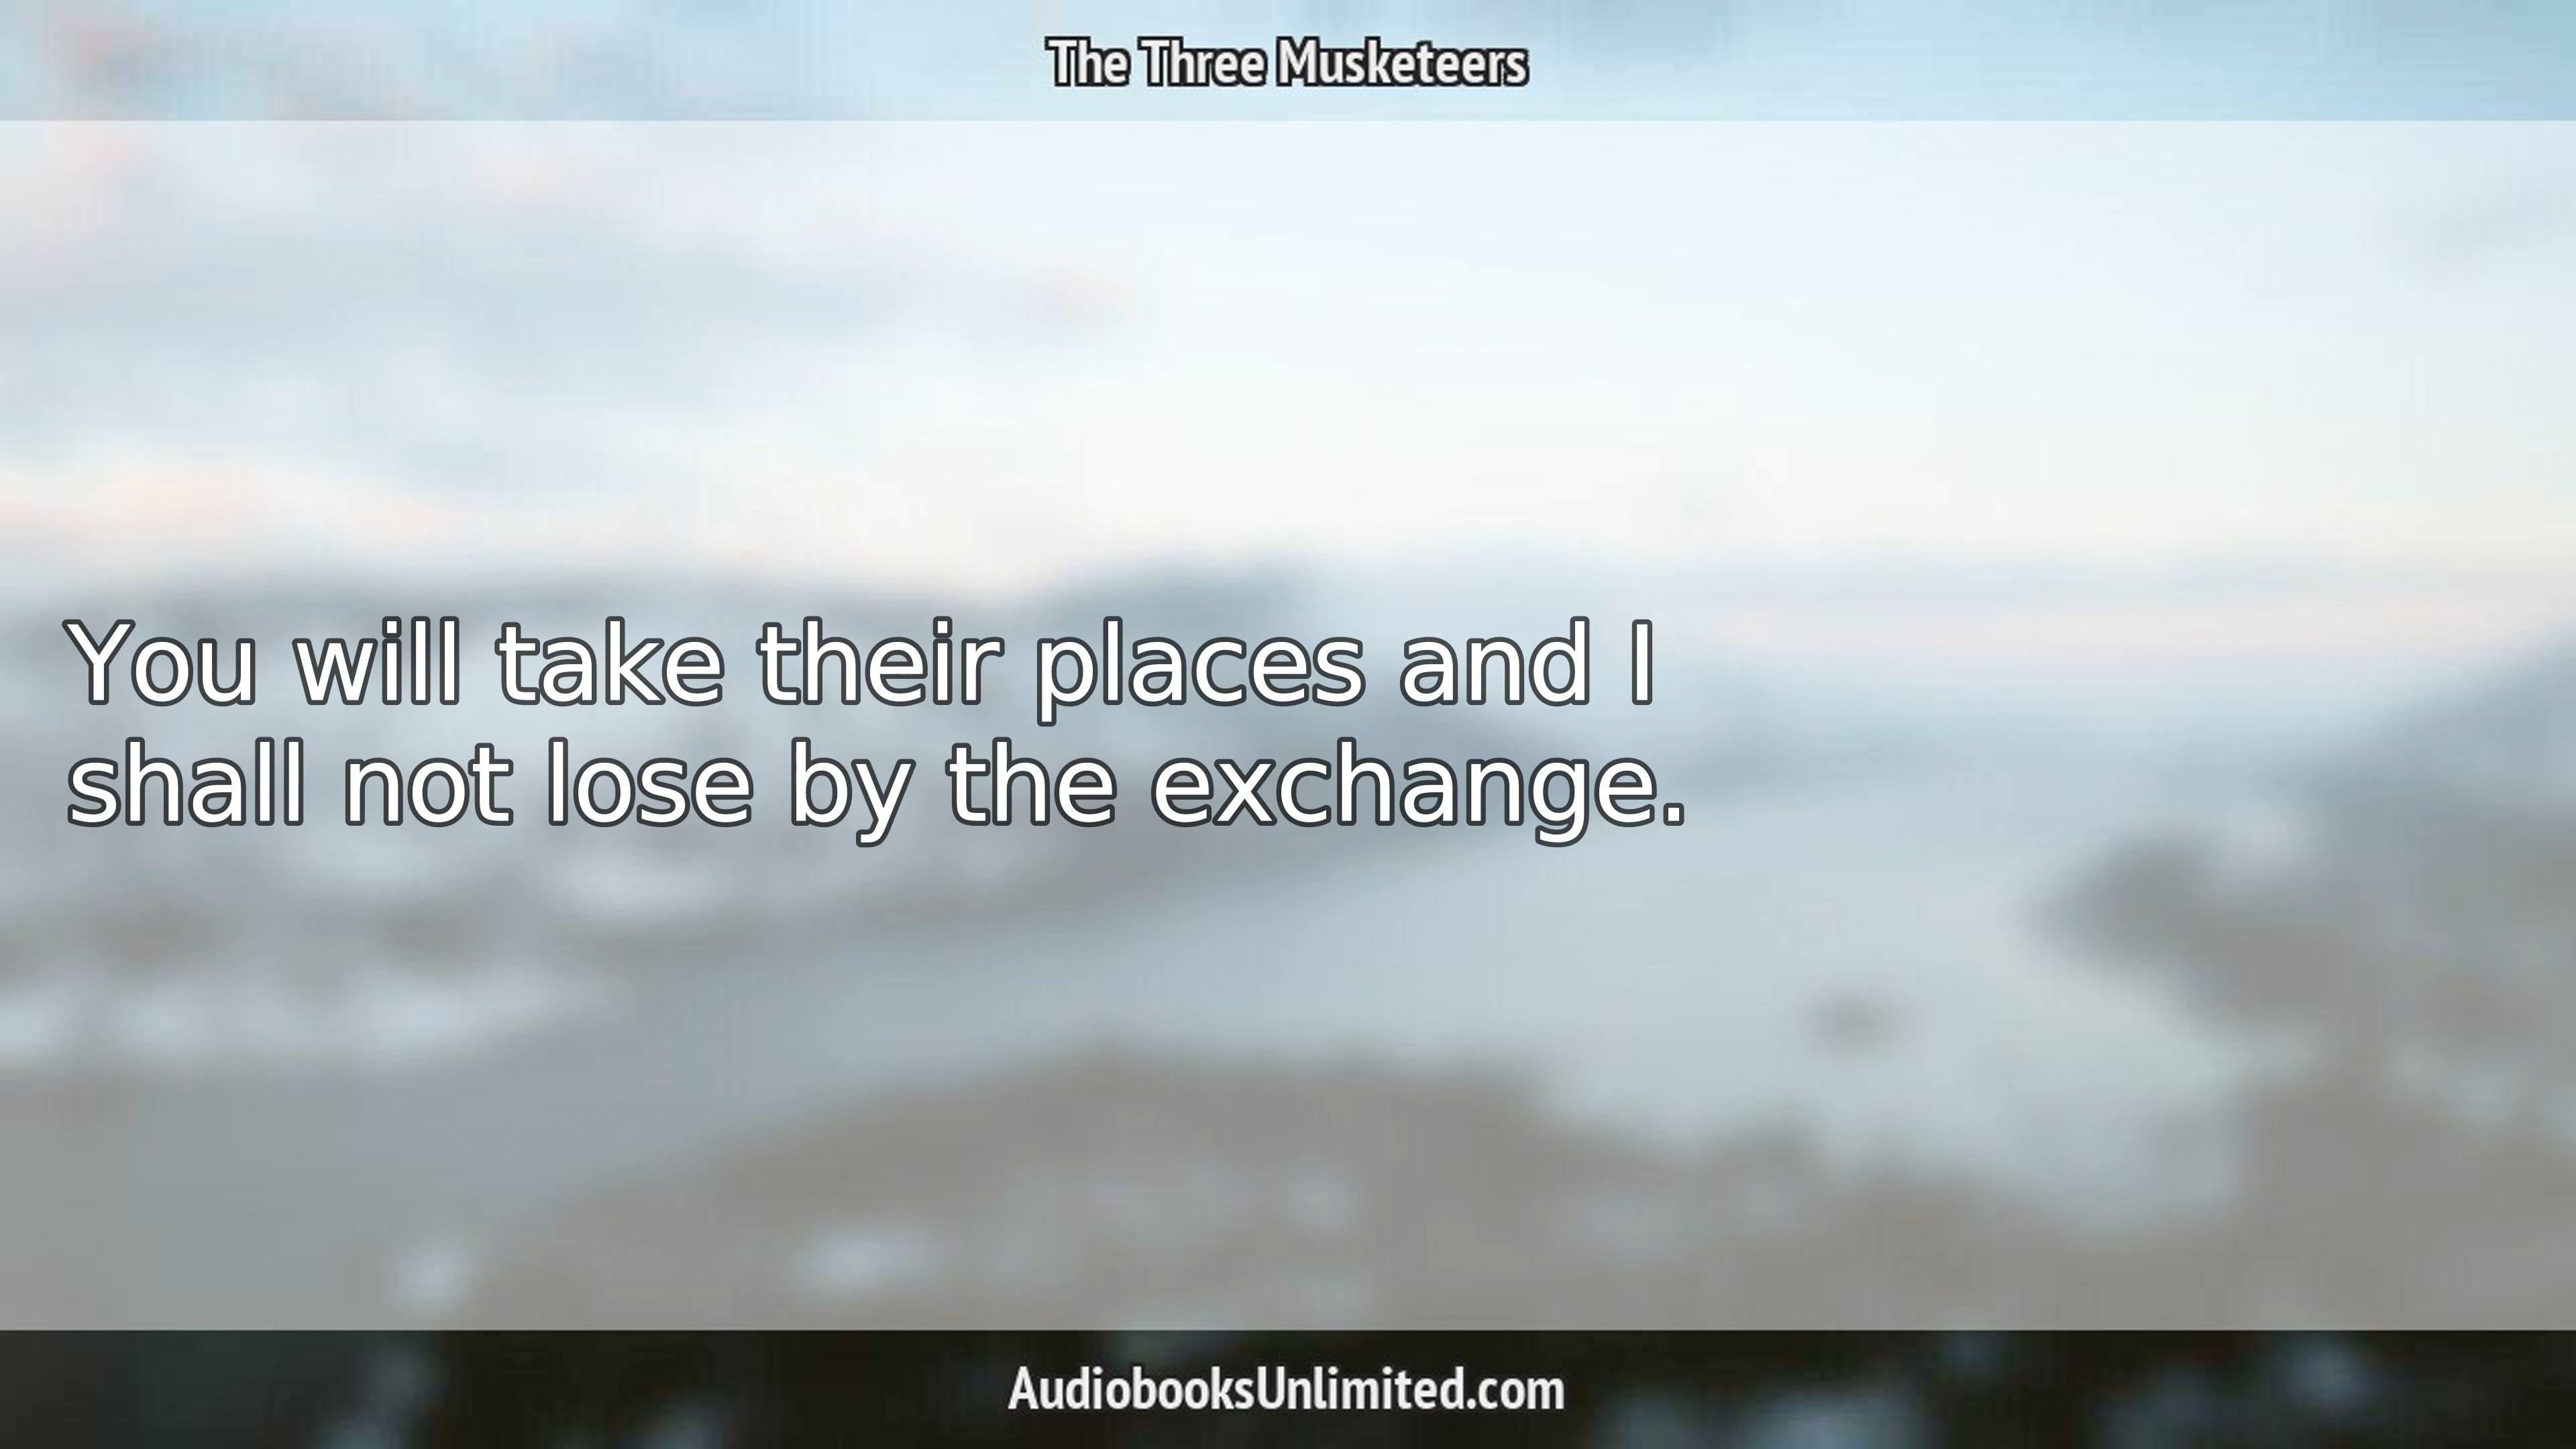 The Three Musketeers
You will take their places and I
shall not lose by the exchange.
AudiobooksUnlimited.com